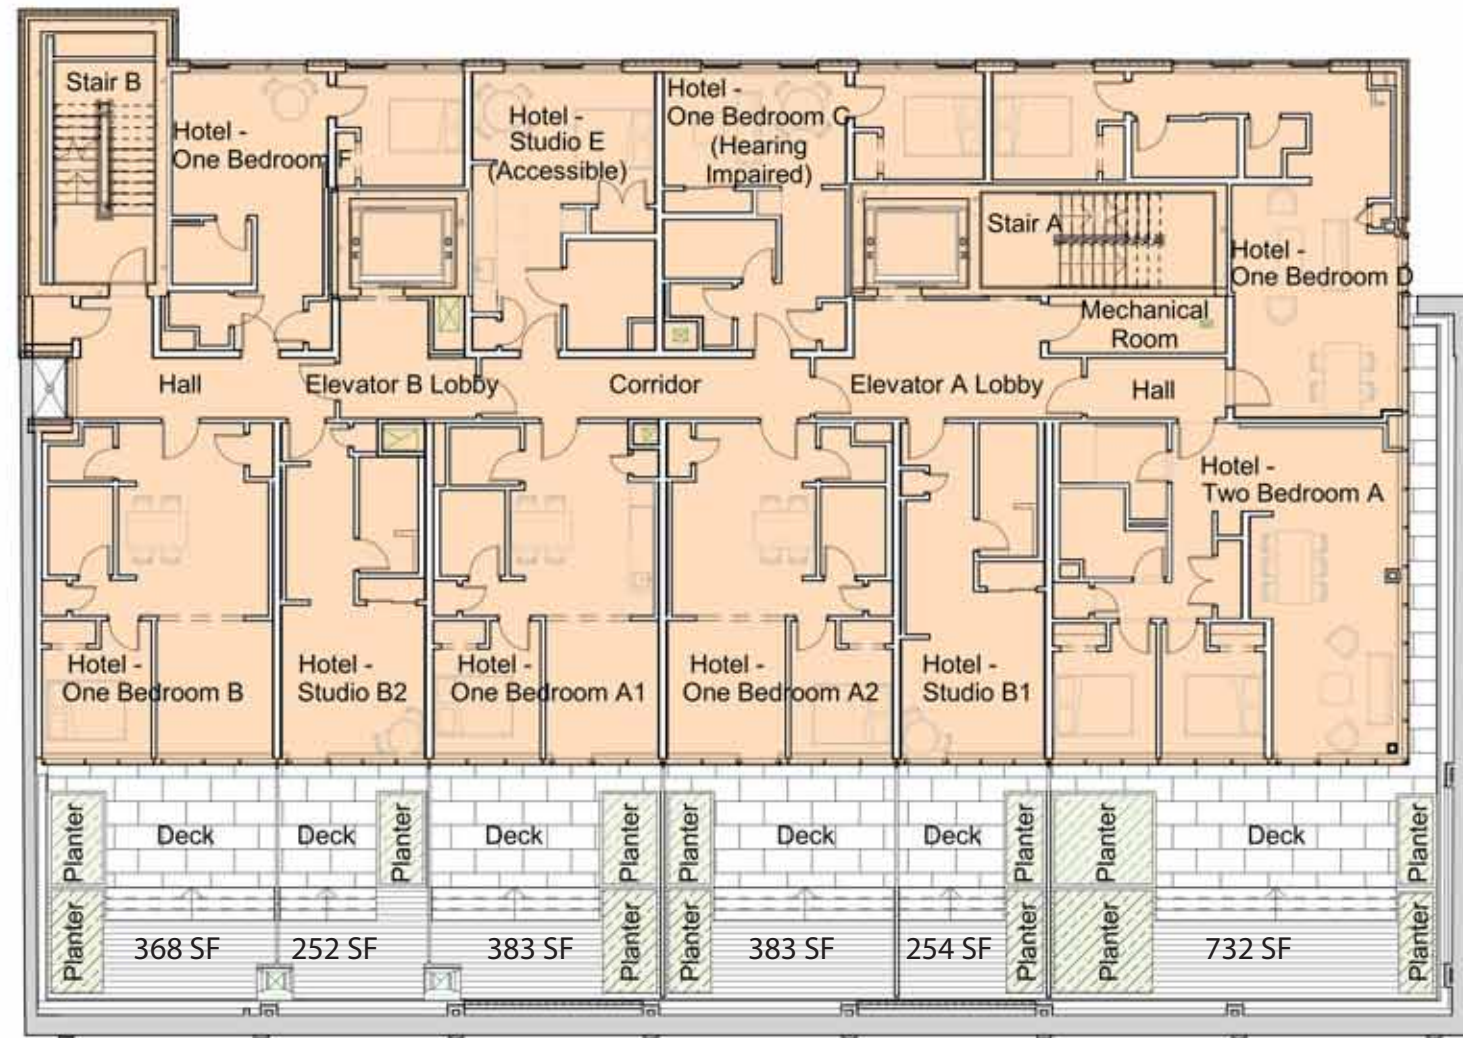 Stair B
Hotel -
One Bedroom F
Hotel -
Studio E
(Accessible)
Hotel -
One Bedroom C
(Hearing
Impaired)
Stair A
Hotel -
One Bedroom D
Mechanical
Room
Hall
Elevator B Lobby
Corridor
Elevator A Lobby
Hall
Hotel -
One Bedroom B
Hotel -
Studio B2
Hotel -
One Bedroom A1
Hotel -
One Bedroom A2
Hotel -
Studio B1
Hotel -
Two Bedroom A
Planter
Deck
Deck
Planter
Deck
Planter
Planter
Deck
Deck
Planter
Planter
Deck
Planter
Planter
368 SF
252 SF
383 SF
Planter
Planter
383 SF
254 SF
Planter
Planter
732 SF
Planter